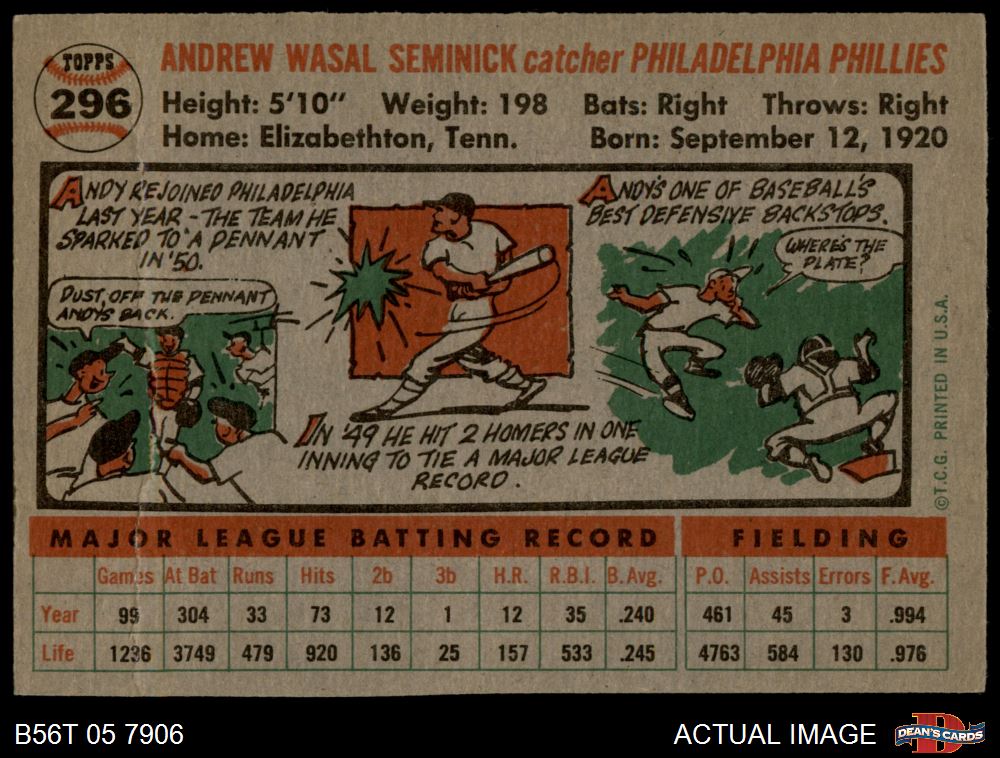 TOPPS
296
ANDREW WASAL SEMINICK catcher PHILADELPHIA PHILLIES
Height: 5'10" Weight: 198 Bats: Right Throws: Right
Home: Elizabethton, Tenn. Born: September 12, 1920
ANDY REJOINED PHILADELPHIA
LAST YEAR - THE TEAM HE
SPARKED TO A PENNANT
IN '50.
DUST OFF THE PENNANT
ANDY'S BACK.
IN '49 HE HIT 2 HOMERS IN ONE
INNING TO TIE A MAJOR LEAGUE
RECORD.
ANDY'S ONE OF BASEBALL'S
BEST DEFENSIVE BACKSTOPS.
WHERE'S THE
PLATE?
©T.C.G. PRINTED IN U.S.A.
MAJOR LEAGUE BATTING RECORD FIELDING
Games At Bat Runs Hits 2b 3b H.R. R.B.I. B.Avg. P.O. Assists Errors F.Avg.
Year 99 304 33 73 12 1 12 35 .240 461 45 3 .994
Life 1236 3749 479 920 136 25 157 533 .245 4763 584 130 .976
B56T 05 7906 ACTUAL IMAGE
DEAN'S CARDS